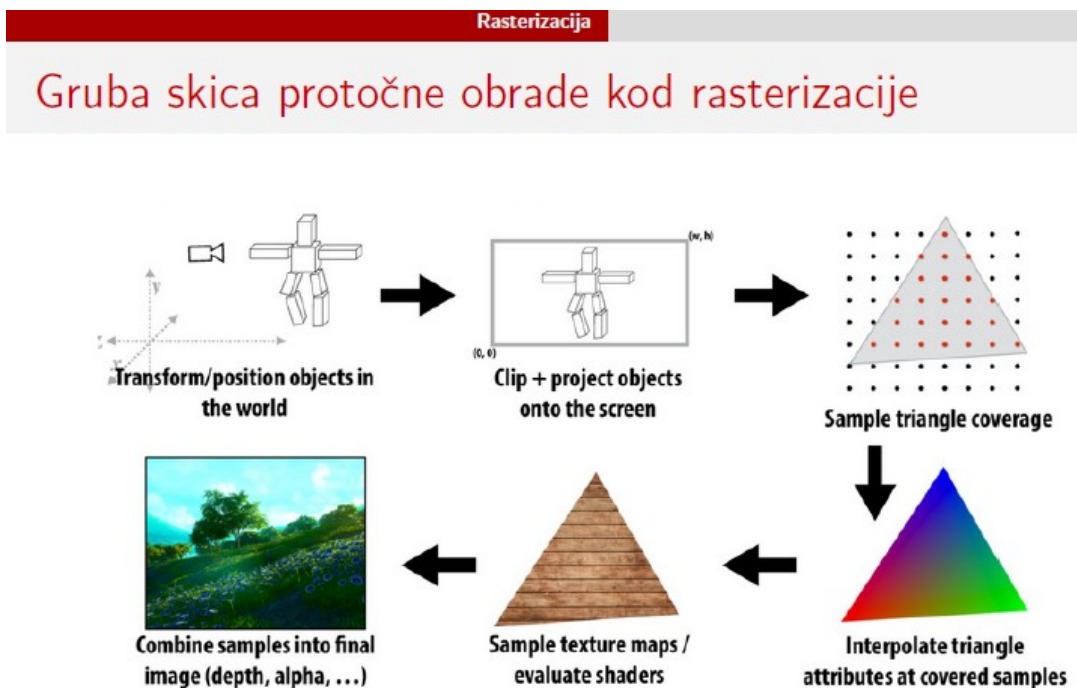 Rasterizacija
Gruba skica protočne obrade kod rasterizacije
y
z
x
Transform/position objects in
the world
(w, h)
(0, 0)
Clip + project objects
onto the screen
Sample triangle coverage
Combine samples into final
image (depth, alpha, ...)
Sample texture maps /
evaluate shaders
Interpolate triangle
attributes at covered samples